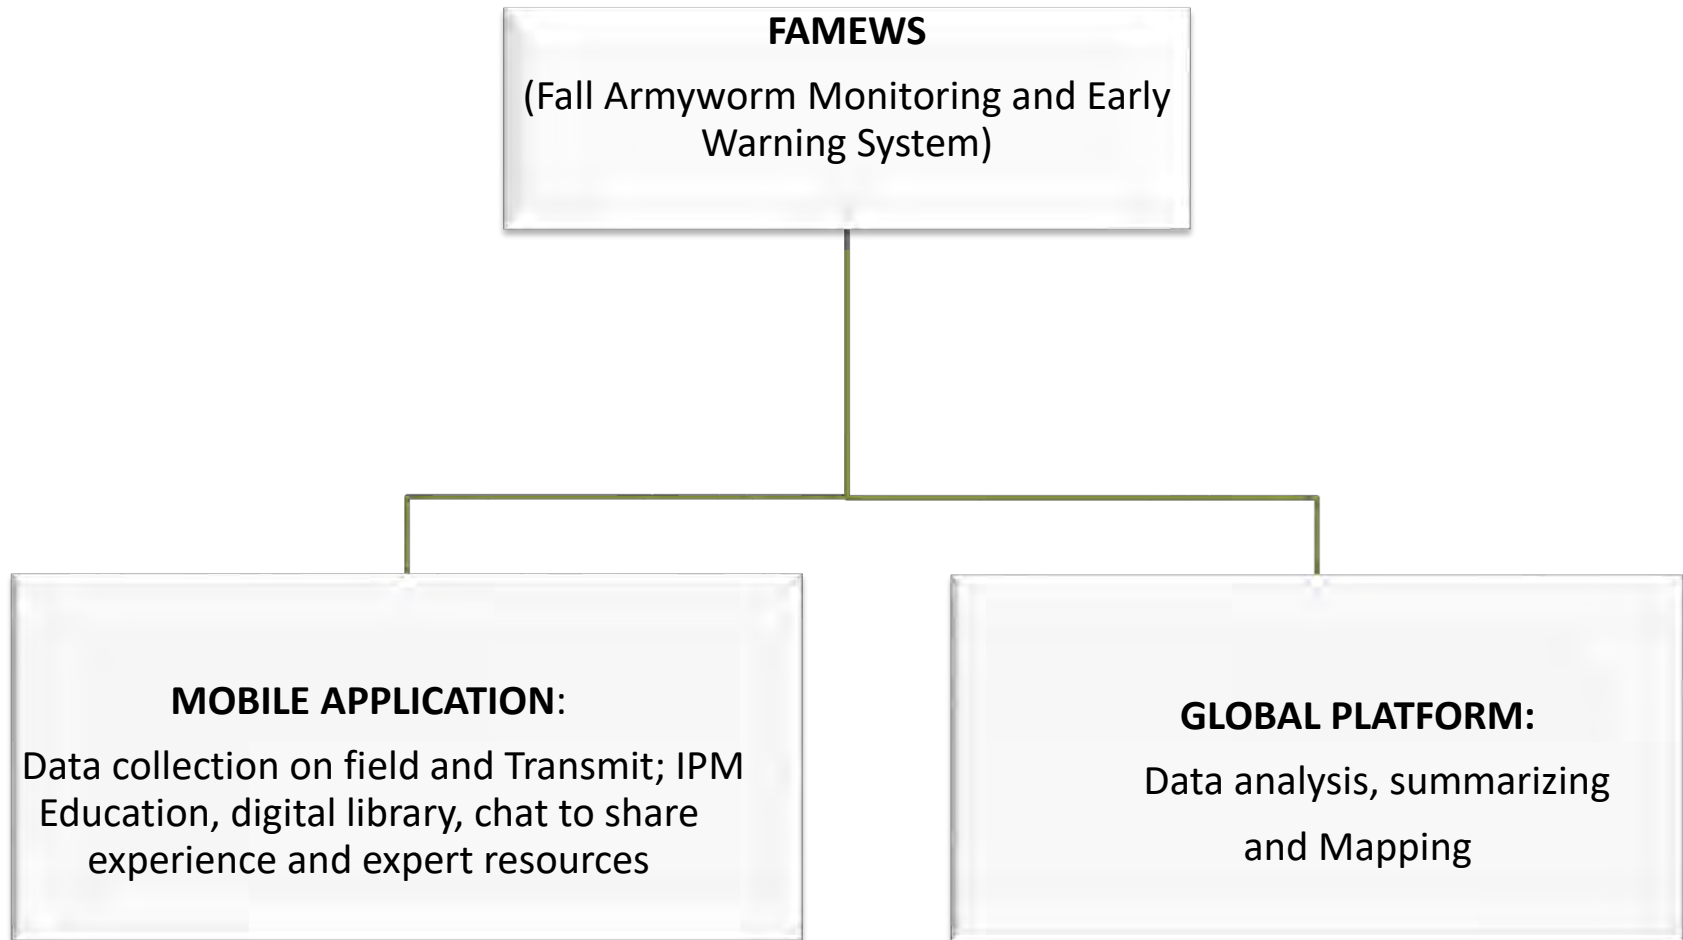 FAMEWS
(Fall Armyworm Monitoring and Early
Warning System)
MOBILE APPLICATION:
Data collection on field and Transmit; IPM
Education, digital library, chat to share
experience and expert resources
GLOBAL PLATFORM:
Data analysis, summarizing
and Mapping